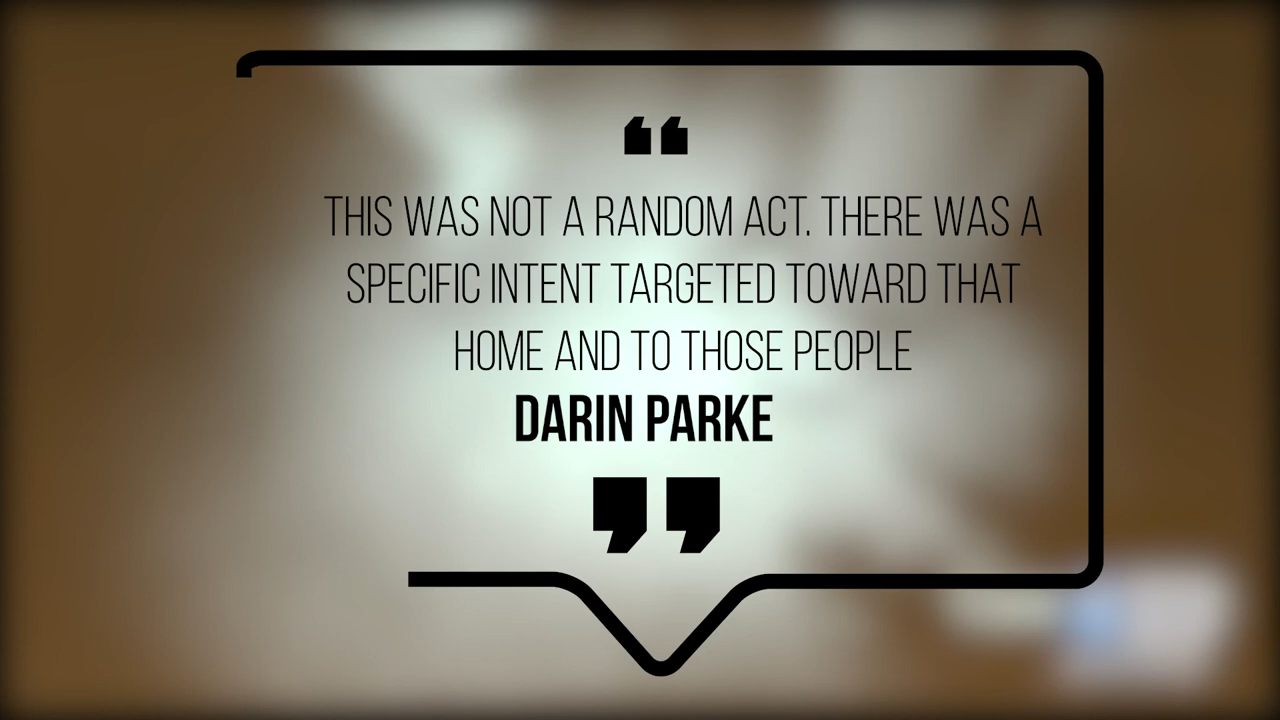 “
THIS WAS NOT A RANDOM ACT. THERE WAS A
SPECIFIC INTENT TARGETED TOWARD THAT
HOME AND TO THOSE PEOPLE
DARIN PARKE
”